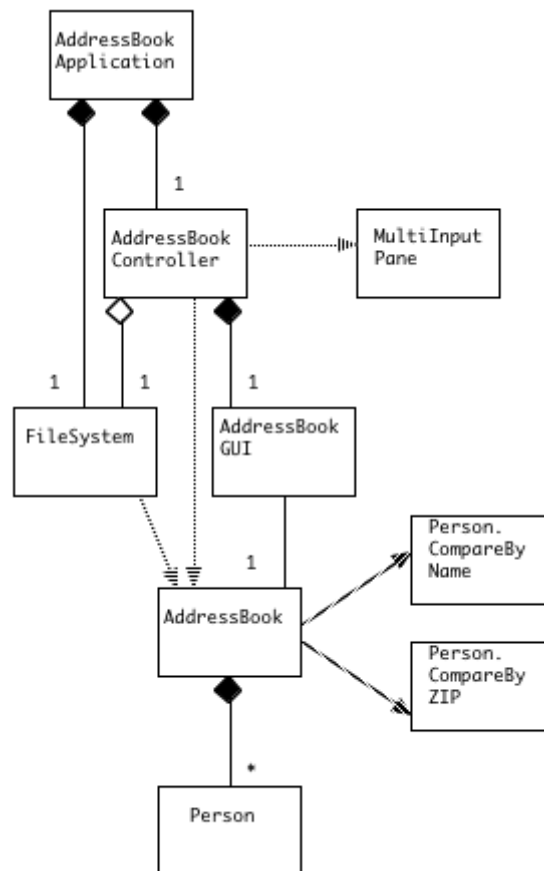 AddressBook
Application
1
AddressBook
Controller
MultiInput
Pane
1
1
1
FileSystem
AddressBook
GUI
Person.
CompareBy
Name
1
AddressBook
Person.
CompareBy
ZIP
*
Person